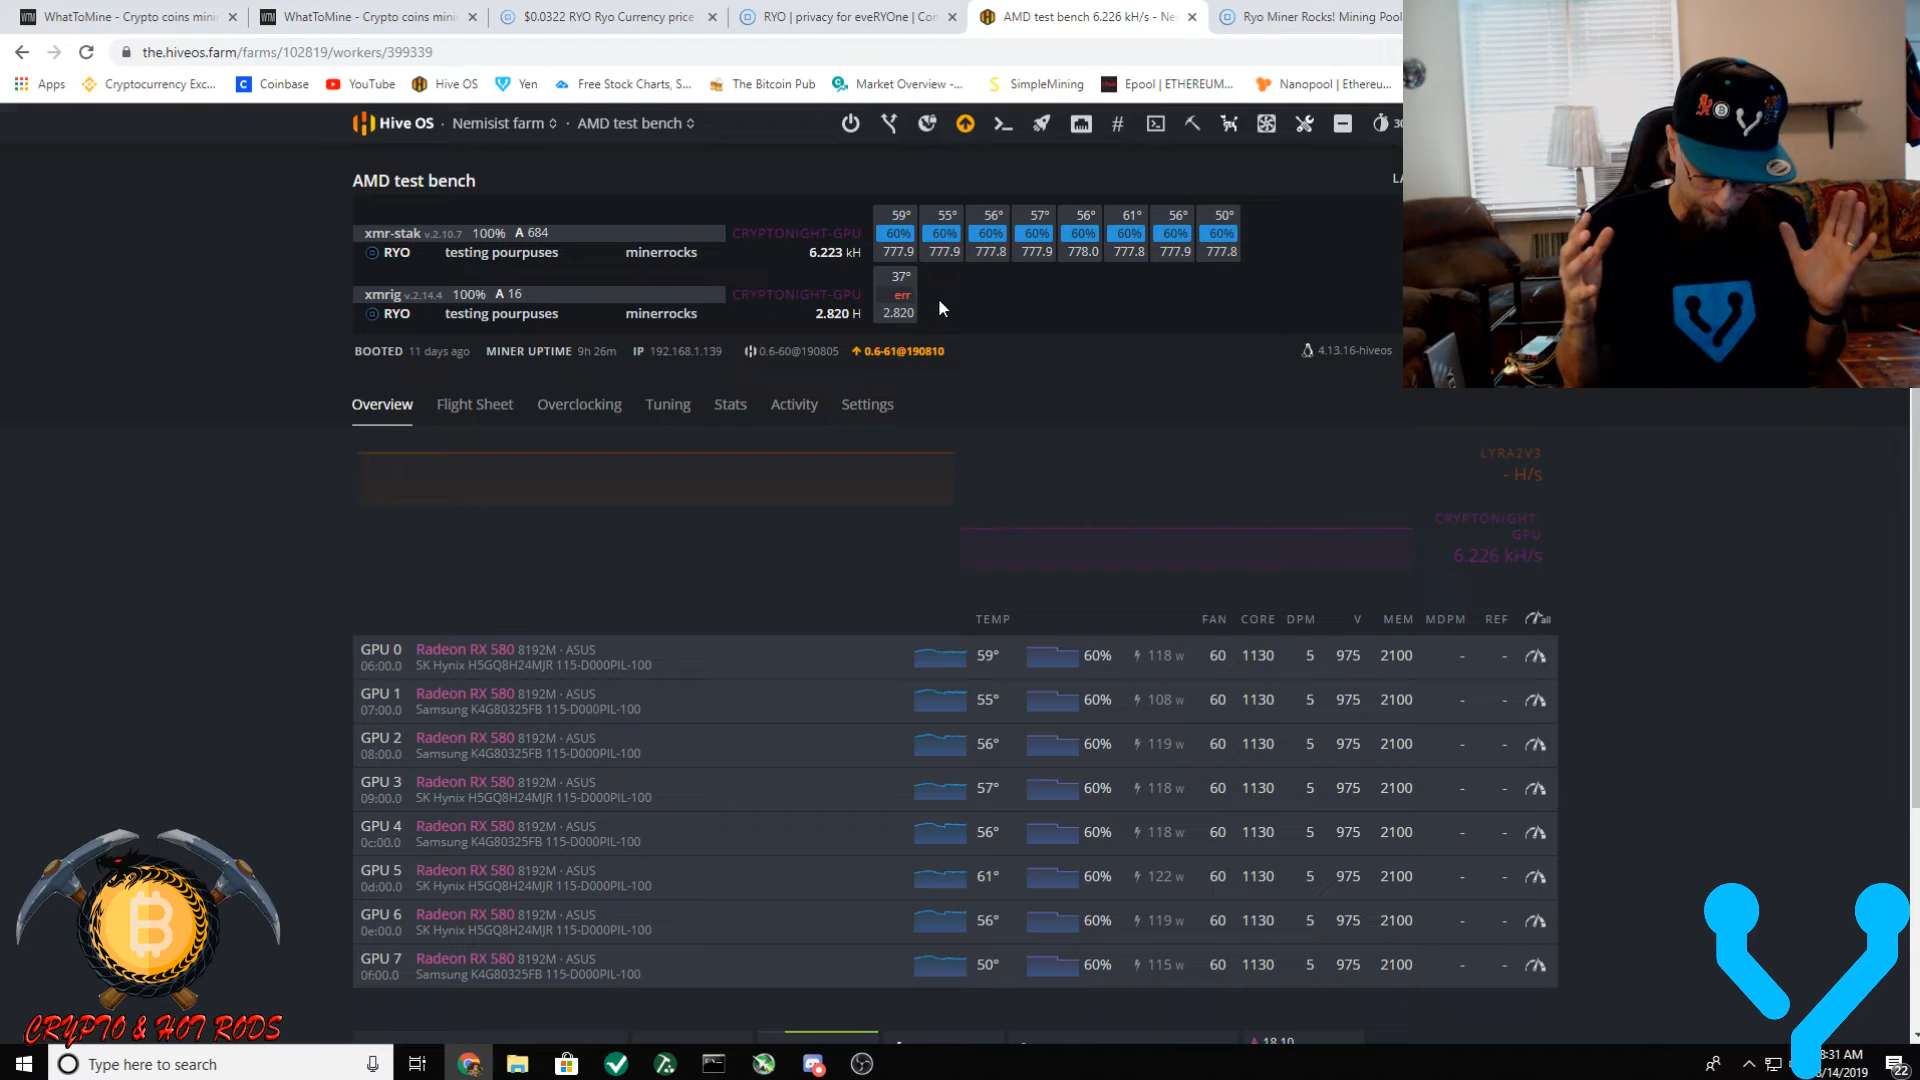 WhatToMine - Crypto coins mini
WhatToMine - Crypto coins mini
$0.0322 RYO Ryo Currency price
RYO | privacy for eveRYOne | Con
AMD test bench 6.226 kH/s - Ne
Ryo Miner Rocks! Mining Pool
the.hiveos.farm/farms/102819/workers/399339
Apps
Cryptocurrency Exc...
Coinbase
YouTube
Hive OS
Yen
Free Stock Charts, S...
The Bitcoin Pub
Market Overview -...
SimpleMining
Epool | ETHEREUM...
Nanopool | Ethereu...
Hive OS · Nemisist farm · AMD test bench
AMD test bench
59° 55° 56° 57° 56° 61° 56° 50°
xmr-stak v.2.10.7 100% A 684 CRYPTONIGHT-GPU 60% 60% 60% 60% 60% 60% 60% 60%
RYO testing pourpuses minerrocks 6.223 kH 777.9 777.9 777.8 777.9 778.0 777.8 777.9 777.8
37°
xmrig v.2.14.4 100% A 16 CRYPTONIGHT-GPU err
RYO testing pourpuses minerrocks 2.820 H 2.820
BOOTED 11 days ago MINER UPTIME 9h 26m IP 192.168.1.139 0.6-60@190805 0.6-61@190810 4.13.16-hiveos
Overview Flight Sheet Overclocking Tuning Stats Activity Settings
LYRA2V3
- H/s
CRYPTONIGHT-
GPU
6.226 kH/s
TEMP FAN CORE DPM V MEM MDPM REF all
GPU 0 Radeon RX 580 8192M · ASUS 59° 60% 118 w 60 1130 5 975 2100 - -
06:00.0 SK Hynix H5GQ8H24MJR 115-D000PIL-100
GPU 1 Radeon RX 580 8192M · ASUS 55° 60% 108 w 60 1130 5 975 2100 - -
07:00.0 Samsung K4G80325FB 115-D000PIL-100
GPU 2 Radeon RX 580 8192M · ASUS 56° 60% 119 w 60 1130 5 975 2100 - -
08:00.0 Samsung K4G80325FB 115-D000PIL-100
GPU 3 Radeon RX 580 8192M · ASUS 57° 60% 118 w 60 1130 5 975 2100 - -
09:00.0 SK Hynix H5GQ8H24MJR 115-D000PIL-100
GPU 4 Radeon RX 580 8192M · ASUS 56° 60% 118 w 60 1130 5 975 2100 - -
0c:00.0 SK Hynix H5GQ8H24MJR 115-D000PIL-100
GPU 5 Radeon RX 580 8192M · ASUS 61° 60% 122 w 60 1130 5 975 2100 - -
0d:00.0 SK Hynix H5GQ8H24MJR 115-D000PIL-100
GPU 6 Radeon RX 580 8192M · ASUS 56° 60% 119 w 60 1130 5 975 2100 - -
0e:00.0 SK Hynix H5GQ8H24MJR 115-D000PIL-100
GPU 7 Radeon RX 580 8192M · ASUS 50° 60% 115 w 60 1130 5 975 2100 - -
0f:00.0 Samsung K4G80325FB 115-D000PIL-100
CRYPTO & HOT RODS
Type here to search
:31 AM
/14/2019
22